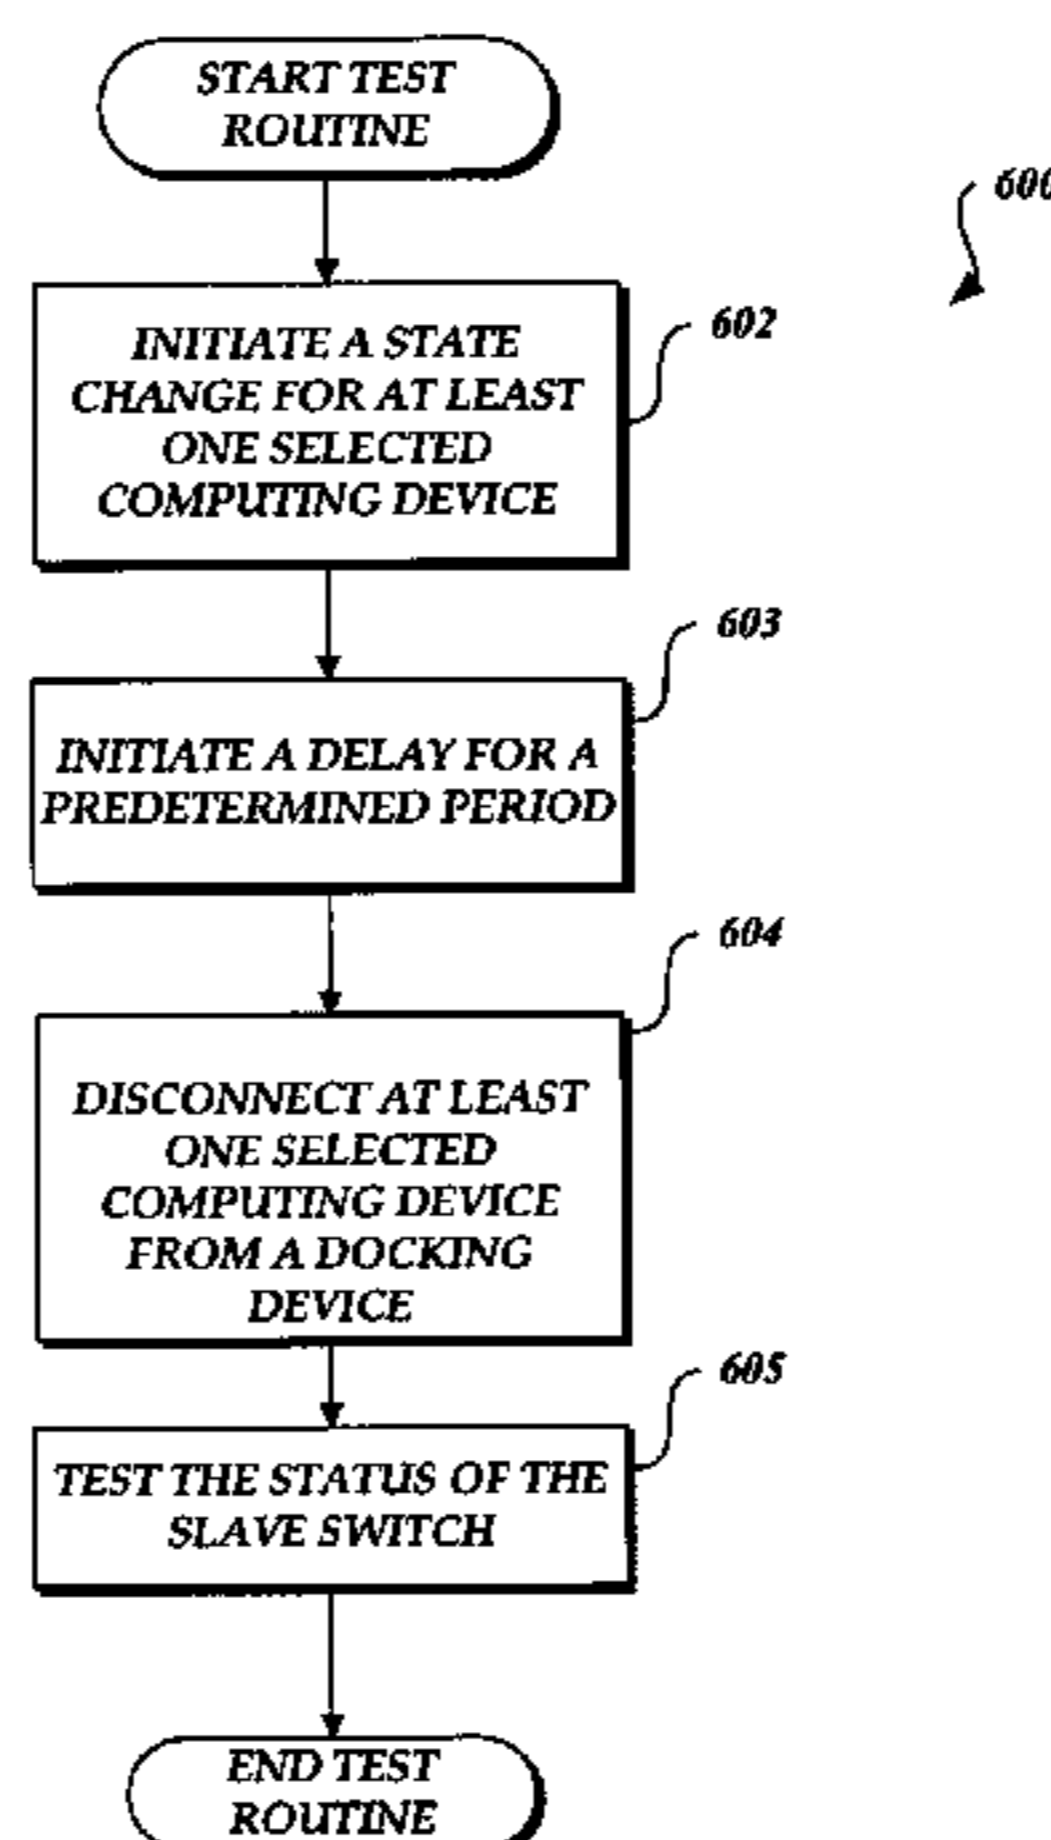 START TEST
ROUTINE
600
INITIATE A STATE
CHANGE FOR AT LEAST
ONE SELECTED
COMPUTING DEVICE
602
INITIATE A DELAY FOR A
PREDETERMINED PERIOD
603
DISCONNECT AT LEAST
ONE SELECTED
COMPUTING DEVICE
FROM A DOCKING
DEVICE
604
TEST THE STATUS OF THE
SLAVE SWITCH
605
END TEST
ROUTINE